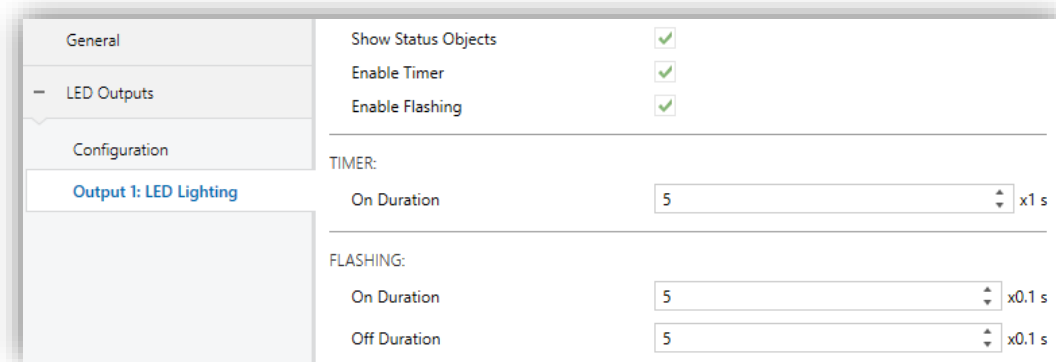 General
− LED Outputs
Configuration
Output 1: LED Lighting
Show Status Objects
Enable Timer
Enable Flashing
TIMER:
On Duration 5 x1 s
FLASHING:
On Duration 5 x0.1 s
Off Duration 5 x0.1 s